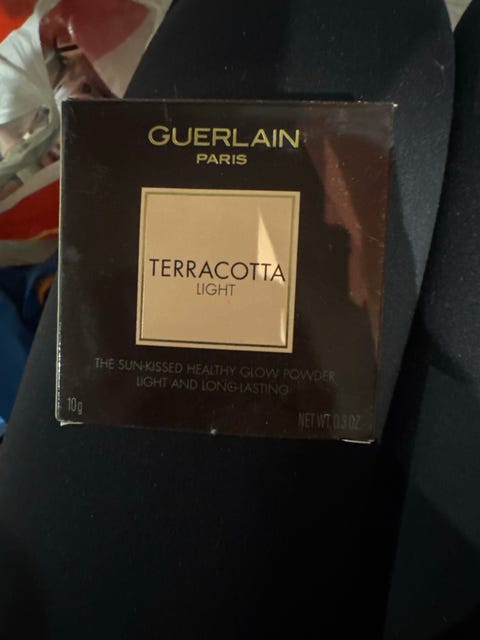 GUERLAIN
PARIS
TERRACOTTA
LIGHT
THE SUN-KISSED HEALTHY GLOW POWDER
LIGHT AND LONG-LASTING
10g
NET WT. 0.3 OZ.